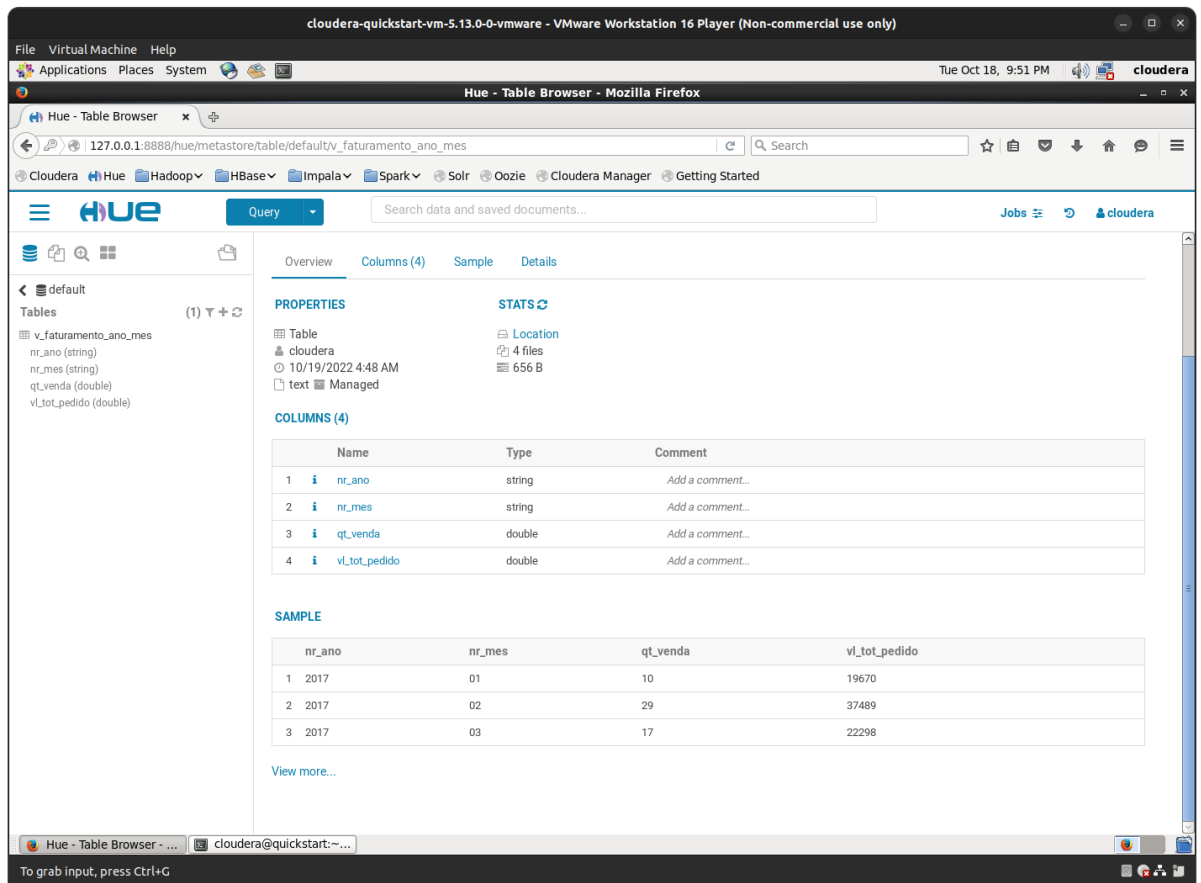 cloudera-quickstart-vm-5.13.0-0-vmware - VMware Workstation 16 Player (Non-commercial use only)
File Virtual Machine Help
Applications Places System Tue Oct 18, 9:51 PM cloudera
Hue - Table Browser - Mozilla Firefox
Hue - Table Browser
127.0.0.1:8888/hue/metastore/table/default/v_faturamento_ano_mes Search
Cloudera Hue Hadoop HBase Impala Spark Solr Oozie Cloudera Manager Getting Started
HUE Query Search data and saved documents... Jobs cloudera
Overview Columns (4) Sample Details
default
Tables (1)
v_faturamento_ano_mes
nr_ano (string)
nr_mes (string)
qt_venda (double)
vl_tot_pedido (double)
PROPERTIES STATS
Table Location
cloudera 4 files
10/19/2022 4:48 AM 656 B
text Managed
COLUMNS (4)
Name Type Comment
1 i nr_ano string Add a comment...
2 i nr_mes string Add a comment...
3 i qt_venda double Add a comment...
4 i vl_tot_pedido double Add a comment...
SAMPLE
nr_ano nr_mes qt_venda vl_tot_pedido
1 2017 01 10 19670
2 2017 02 29 37489
3 2017 03 17 22298
View more...
Hue - Table Browser - ... cloudera@quickstart:~...
To grab input, press Ctrl+G